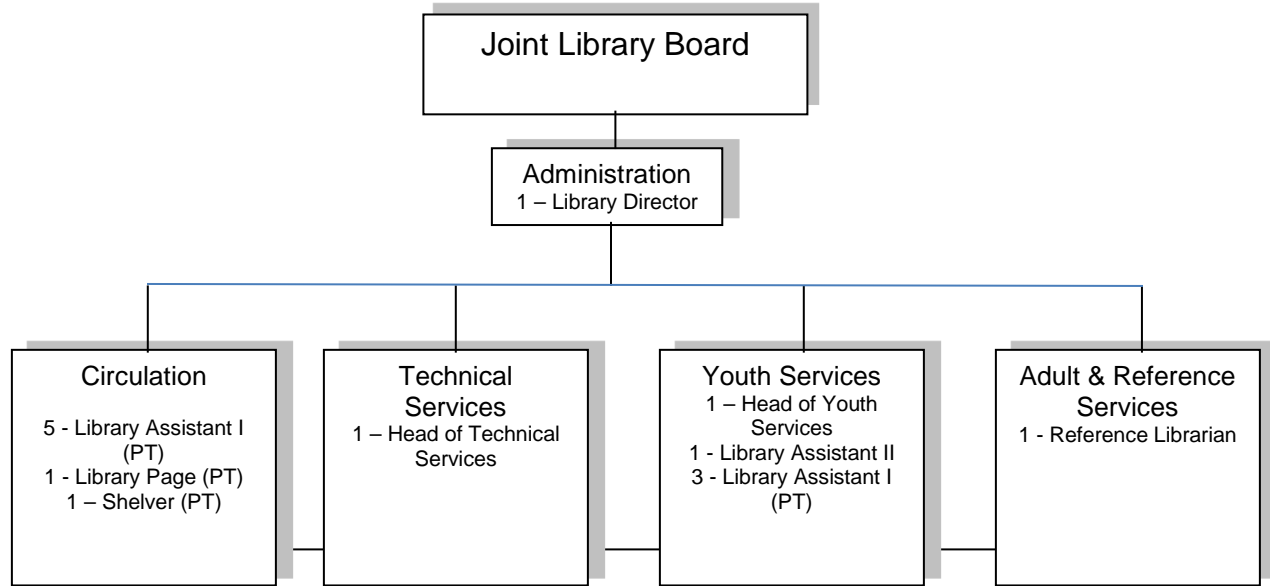 Joint Library Board
Administration
1 – Library Director
Circulation
5 - Library Assistant I
(PT)
1 - Library Page (PT)
1 – Shelver (PT)
Technical
Services
1 – Head of Technical
Services
Youth Services
1 – Head of Youth
Services
1 - Library Assistant II
3 - Library Assistant I
(PT)
Adult & Reference
Services
1 - Reference Librarian